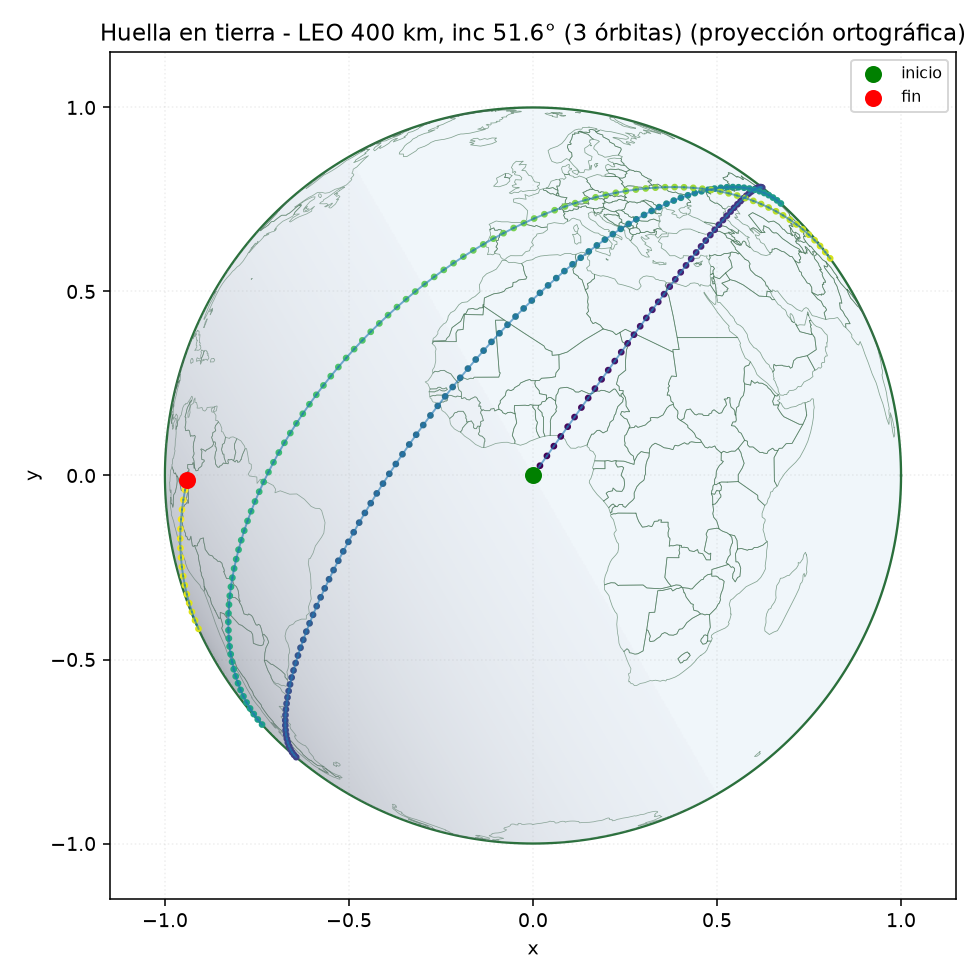 Huella en tierra - LEO 400 km, inc 51.6° (3 órbitas) (proyección ortográfica)
inicio
fin
1.0
0.5
0.0
−0.5
−1.0
y
−1.0 −0.5 0.0 0.5 1.0
x